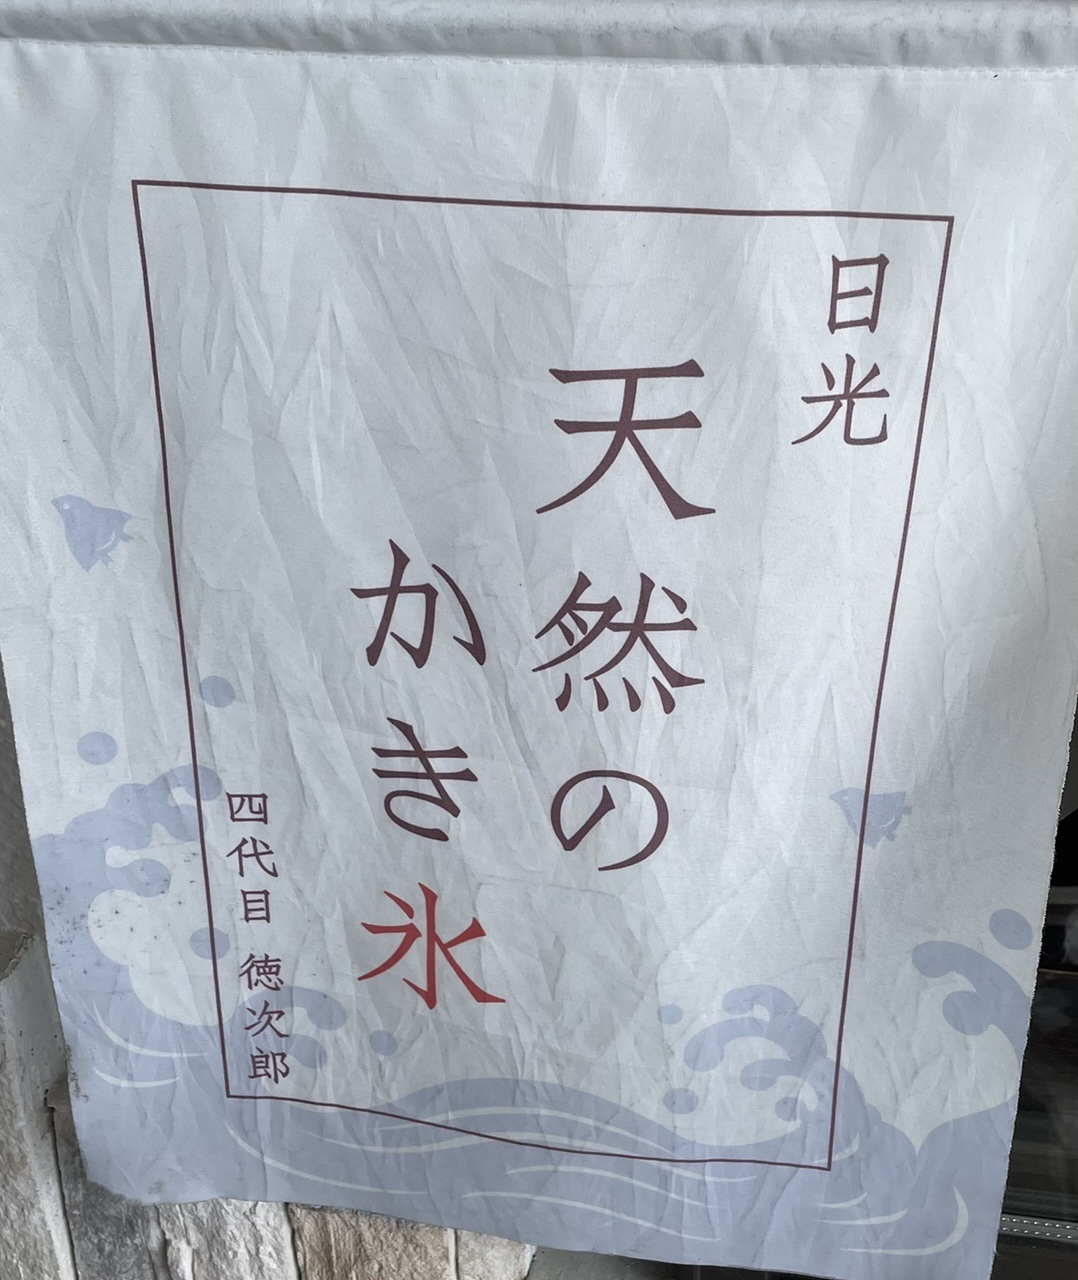 日光
天然の
かき氷
四代目 徳次郎